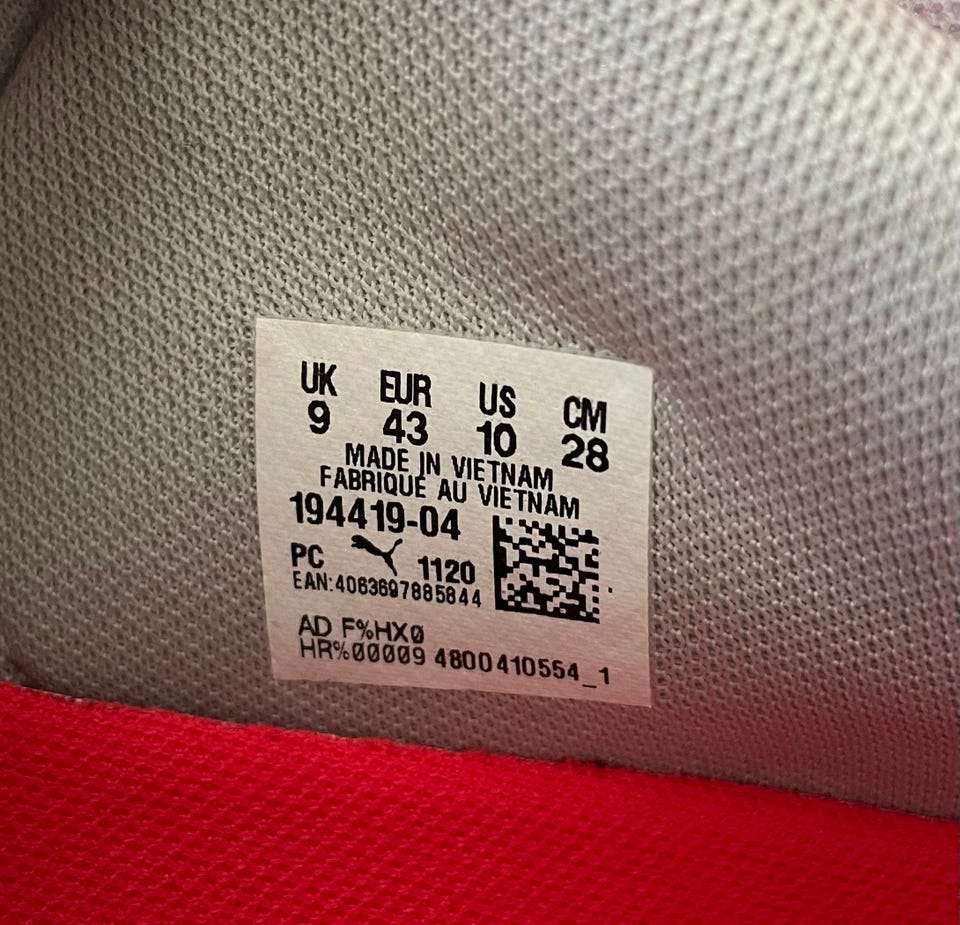 UK EUR US CM
9 43 10 28
MADE IN VIETNAM
FABRIQUÉ AU VIETNAM
194419-04
PC 1120
EAN:4063697885844
AD F%HX0
HR%00009 4800410554_1